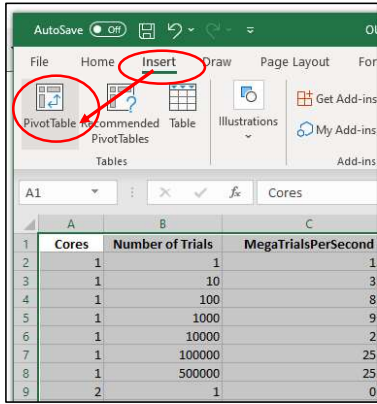 AutoSave Off
File Home Insert Draw Page Layout
PivotTable Recommended PivotTables Table Illustrations Get Add-ins
My Add-ins
Tables Add-ins
A1 fx Cores
A B C
1 Cores Number of Trials MegaTrialsPerSecond
2 1 1 1
3 1 10 3
4 1 100 8
5 1 1000 9
6 1 10000 2
7 1 100000 25
8 1 500000 25
9 2 1 0